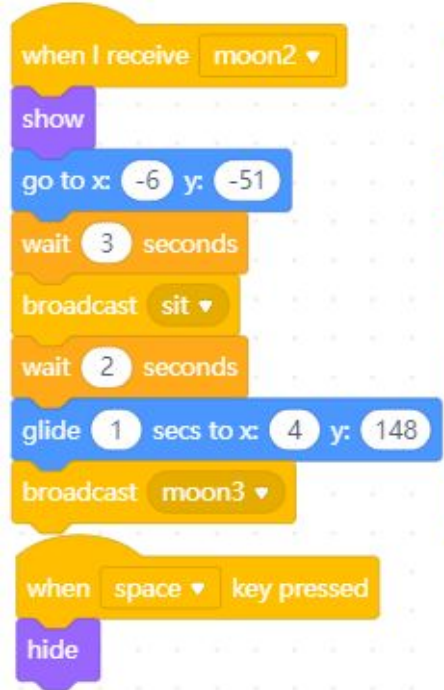 when I receive moon2
show
go to x: -6 y: -51
wait 3 seconds
broadcast sit
wait 2 seconds
glide 1 secs to x: 4 y: 148
broadcast moon3
when space key pressed
hide